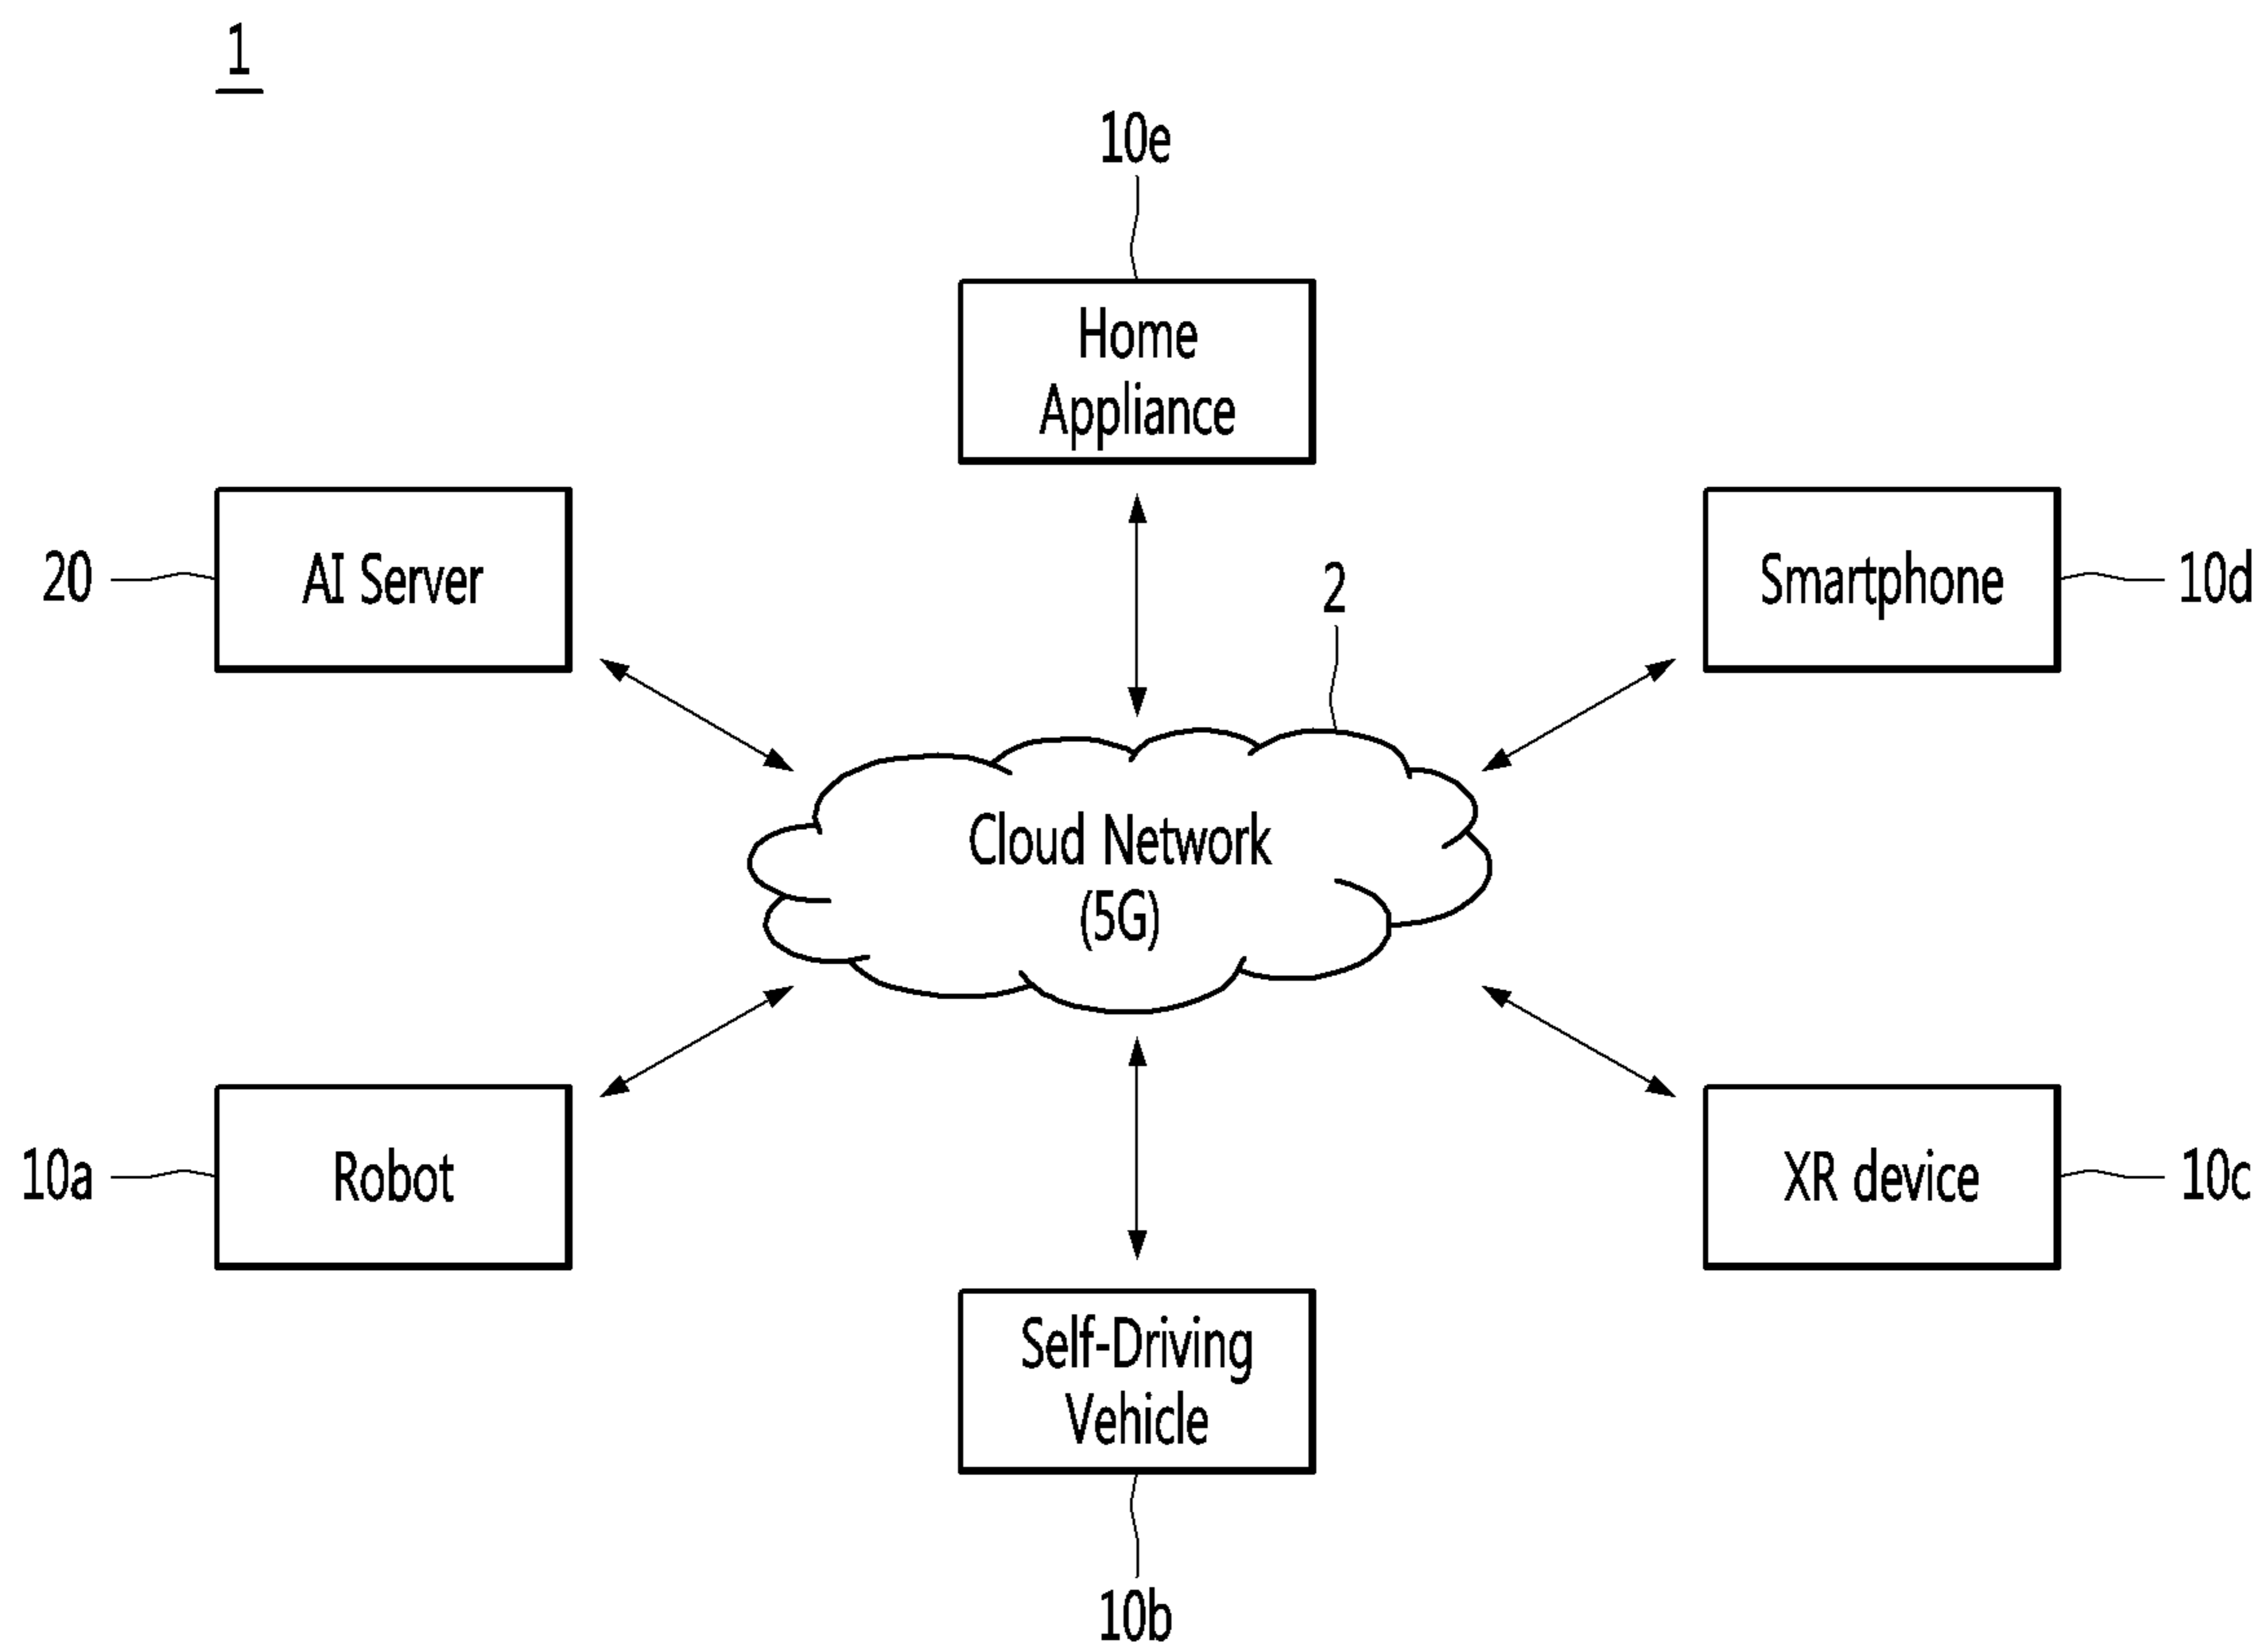 1
10e
Home
Appliance
20
AI Server
Smartphone
10d
2
Cloud Network
(5G)
10a
Robot
XR device
10c
Self-Driving
Vehicle
10b